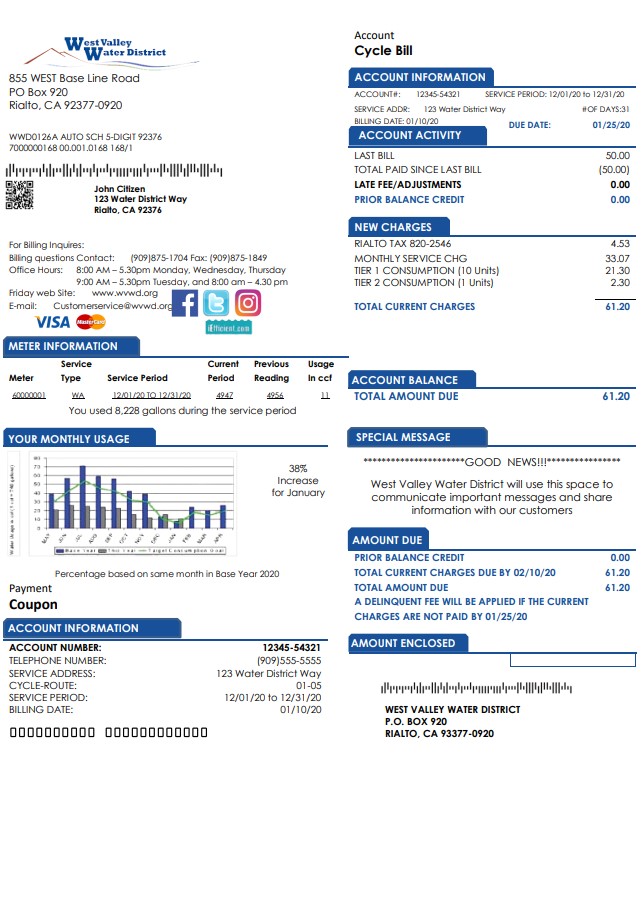 West Valley
Water District
855 WEST Base Line Road
PO Box 920
Rialto, CA 92377-0920
WWD0126A AUTO SCH 5-DIGIT 92376
7000000168 00.001.0168 168/1
John Citizen
123 Water District Way
Rialto, CA 92376
For Billing Inquires:
Billing questions Contact: (909)875-1704 Fax: (909)875-1849
Office Hours: 8:00 AM – 5.30pm Monday, Wednesday, Thursday
9:00 AM – 5.30pm Tuesday, and 8:00 am – 4.30 pm
Friday web Site: www.wvwd.org
E-mail: Customerservice@wvwd.org
VISA MasterCard
iEfficient.com
METER INFORMATION
Service Current Previous Usage
Meter Type Service Period Period Reading In ccf
60000001 WA 12/01/20 TO 12/31/20 4947 4956 11
You used 8,228 gallons during the service period
YOUR MONTHLY USAGE
80
70
60
50
40
30
20
10
0
MAY JUN JUL AUG SEP OCT NOV DEC JAN FEB MAR APR
Base Year This Year Target Consumption Goal
38%
Increase
for January
Percentage based on same month in Base Year 2020
Payment
Coupon
ACCOUNT INFORMATION
ACCOUNT NUMBER: 12345-54321
TELEPHONE NUMBER: (909)555-5555
SERVICE ADDRESS: 123 Water District Way
CYCLE-ROUTE: 01-05
SERVICE PERIOD: 12/01/20 to 12/31/20
BILLING DATE: 01/10/20
Account
Cycle Bill
ACCOUNT INFORMATION
ACCOUNT#: 12345-54321 SERVICE PERIOD: 12/01/20 to 12/31/20
SERVICE ADDR: 123 Water District Way #OF DAYS:31
BILLING DATE: 01/10/20 DUE DATE: 01/25/20
ACCOUNT ACTIVITY
LAST BILL 50.00
TOTAL PAID SINCE LAST BILL (50.00)
LATE FEE/ADJUSTMENTS 0.00
PRIOR BALANCE CREDIT 0.00
NEW CHARGES
RIALTO TAX 820-2546 4.53
MONTHLY SERVICE CHG 33.07
TIER 1 CONSUMPTION (10 Units) 21.30
TIER 2 CONSUMPTION (1 Units) 2.30
TOTAL CURRENT CHARGES 61.20
ACCOUNT BALANCE
TOTAL AMOUNT DUE 61.20
SPECIAL MESSAGE
**********************GOOD NEWS!!!****************
West Valley Water District will use this space to
communicate important messages and share
information with our customers
AMOUNT DUE
PRIOR BALANCE CREDIT 0.00
TOTAL CURRENT CHARGES DUE BY 02/10/20 61.20
TOTAL AMOUNT DUE 61.20
A DELINQUENT FEE WILL BE APPLIED IF THE CURRENT
CHARGES ARE NOT PAID BY 01/25/20
AMOUNT ENCLOSED
WEST VALLEY WATER DISTRICT
P.O. BOX 920
RIALTO, CA 93377-0920